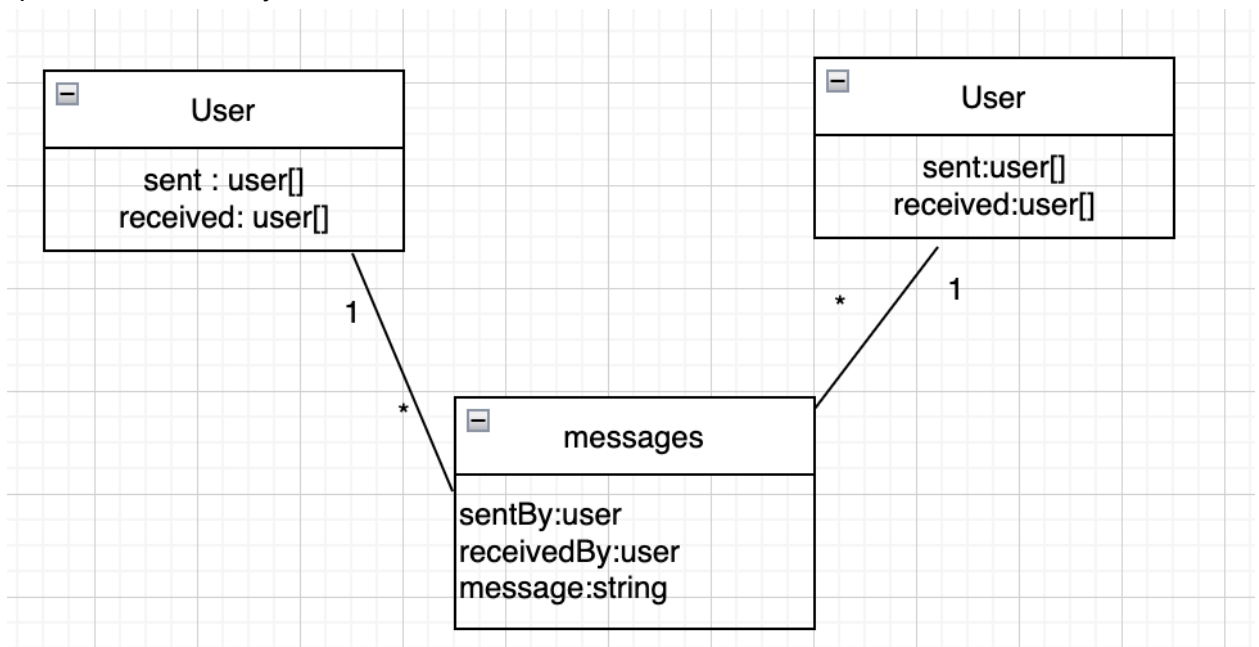 User
sent : user[]
received: user[]
User
sent:user[]
received:user[]
1
*
*
1
messages
sentBy:user
receivedBy:user
message:string